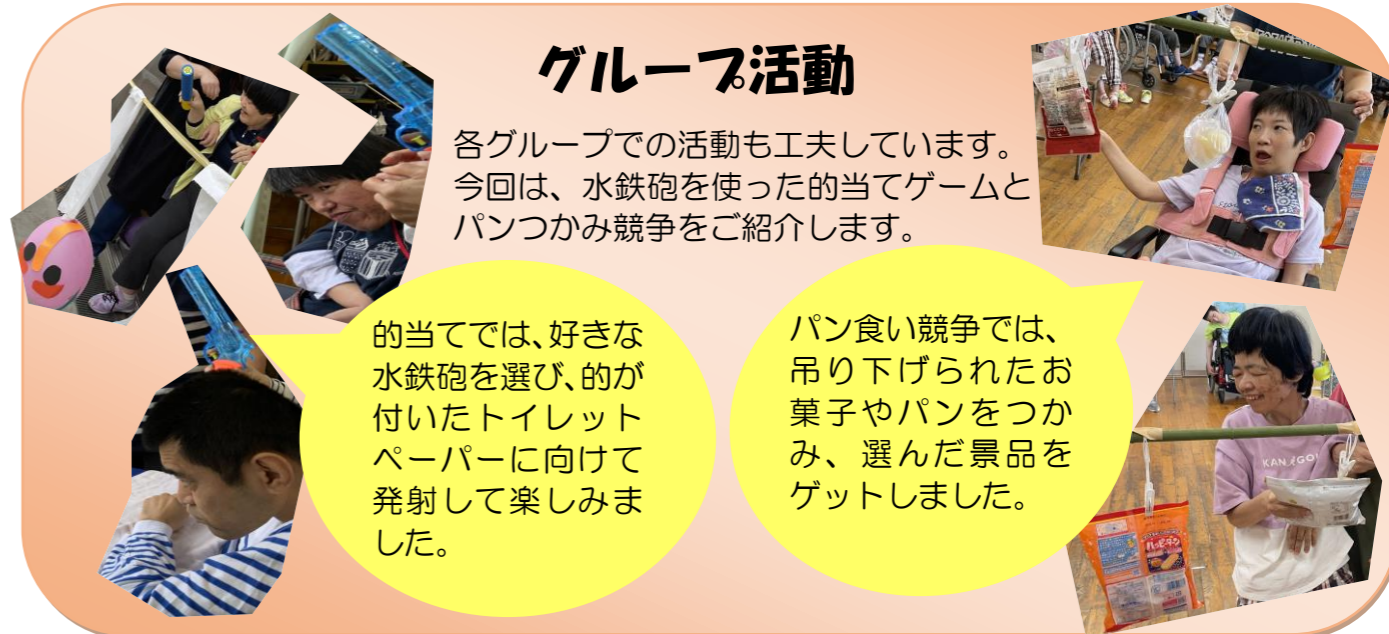 グループ活動
各グループでの活動も工夫しています。
今回は、水鉄砲を使った的当てゲームと
パンつかみ競争をご紹介します。
的当てでは、好きな
水鉄砲を選び、的が
付いたトイレット
ペーパーに向けて
発射して楽しみま
した。
パン食い競争では、
吊り下げられたお
菓子やパンをつか
み、選んだ景品を
ゲットしました。
ハッピーターン